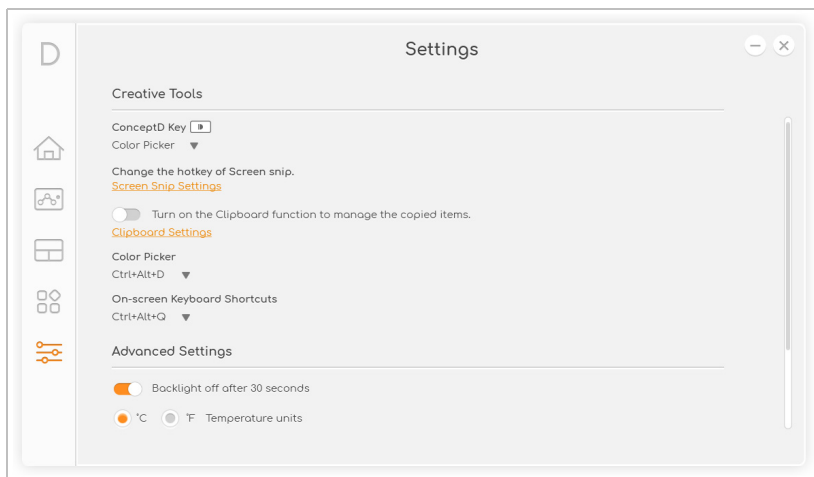 D
Settings
Creative Tools
ConceptD Key
Color Picker
Change the hotkey of Screen snip.
Screen Snip Settings
Turn on the Clipboard function to manage the copied items.
Clipboard Settings
Color Picker
Ctrl+Alt+D
On-screen Keyboard Shortcuts
Ctrl+Alt+Q
Advanced Settings
Backlight off after 30 seconds
°C °F Temperature units